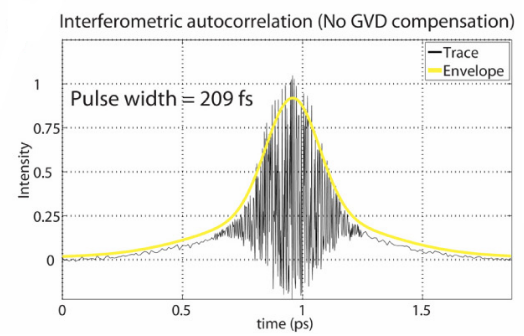 Interferometric autocorrelation (No GVD compensation)
Trace
Envelope
Pulse width = 209 fs
Intensity
1
0.75
0.5
0.25
0
0
0.5
1
1.5
time (ps)